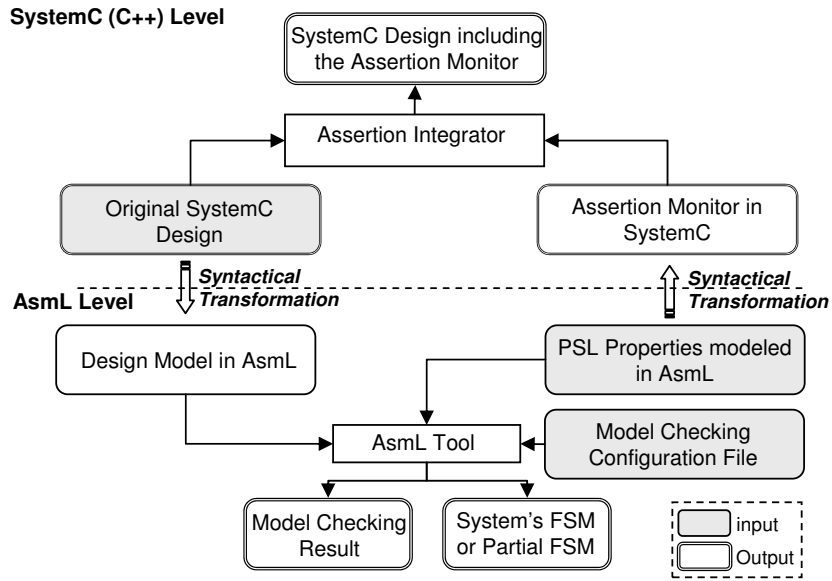 SystemC (C++) Level
SystemC Design including
the Assertion Monitor
Assertion Integrator
Original SystemC
Design
Assertion Monitor in
SystemC
Syntactical
Transformation
Syntactical
Transformation
AsmL Level
Design Model in AsmL
PSL Properties modeled
in AsmL
AsmL Tool
Model Checking
Configuration File
Model Checking
Result
System's FSM
or Partial FSM
input
Output